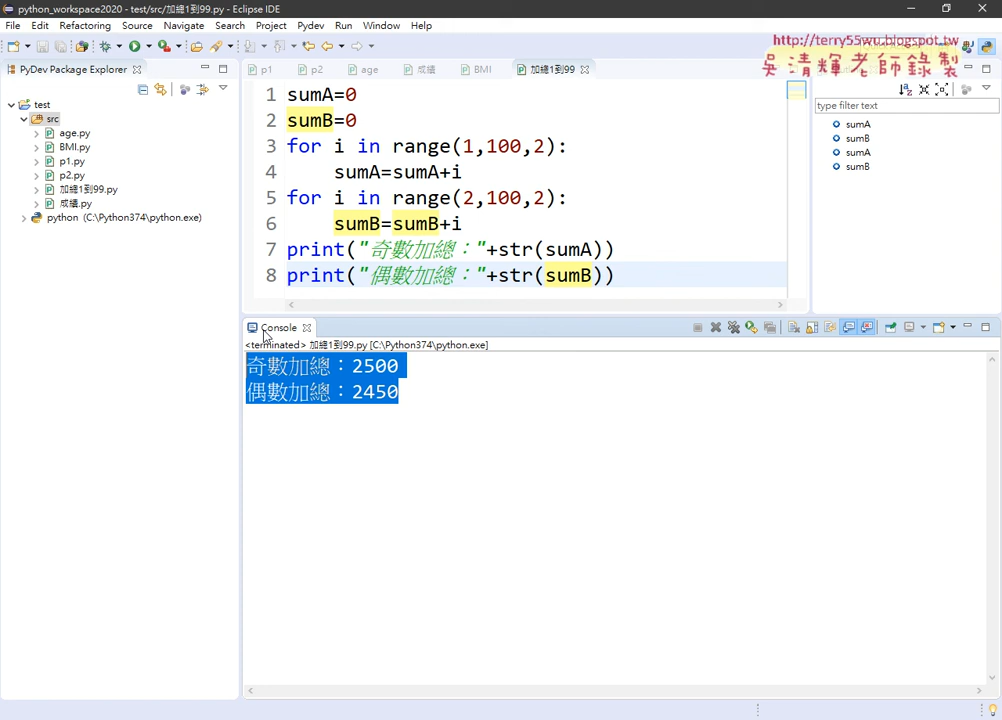 python_workspace2020 - test/src/加總1到99.py - Eclipse IDE
File Edit Source Refactoring Navigate Search Project Pydev Run Window Help
http://terry55wu.blogspot.tw
吳清輝老師錄製
PyDev Package Explorer
test
src
age.py
BMI.py
p1.py
p2.py
加總1到99.py
成績.py
python (C:\Python374\python.exe)
p1 p2 age 成績 BMI 加總1到99
1 sumA=0
2 sumB=0
3 for i in range(1,100,2):
4 sumA=sumA+i
5 for i in range(2,100,2):
6 sumB=sumB+i
7 print("奇數加總："+str(sumA))
8 print("偶數加總："+str(sumB))
type filter text
sumA
sumB
sumA
sumB
Console
<terminated> 加總1到99.py [C:\Python374\python.exe]
奇數加總：2500
偶數加總：2450